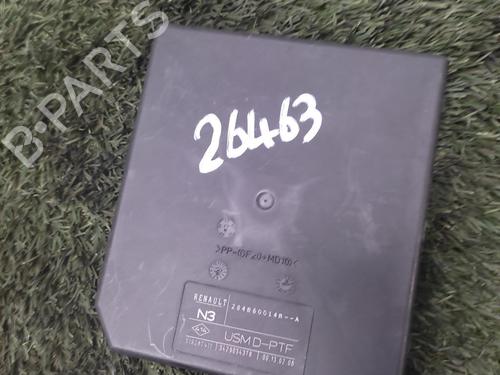 B-PARTS
26463
>PP-(GF20+MD10)<
RENAULT
284B60014R--A
N3
USM D-PTF